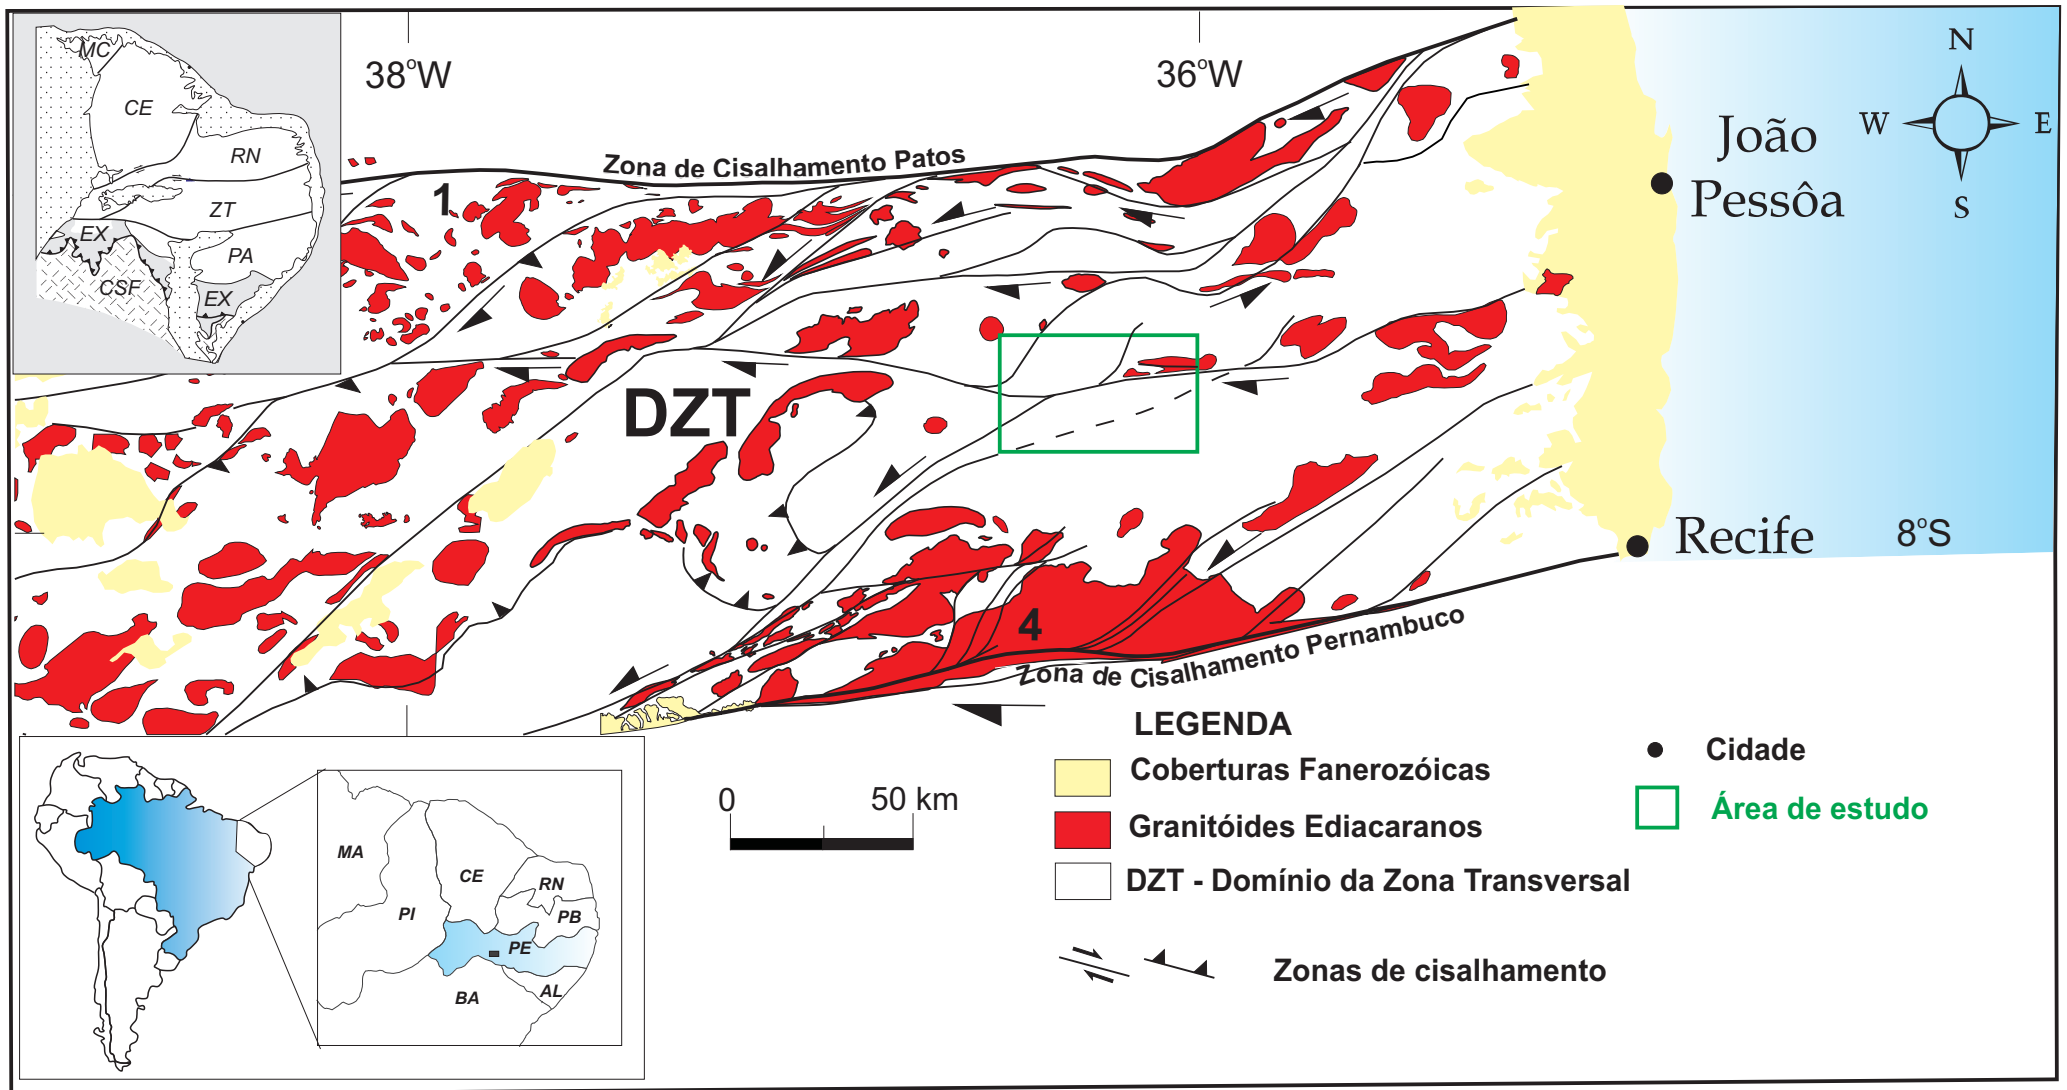 MC
CE
RN
ZT
EX
PA
CSF
EX
38°W
36°W
Zona de Cisalhamento Patos
1
N
W
E
S
João
Pessôa
DZT
Recife
8°S
4
Zona de Cisalhamento Pernambuco
MA
CE
RN
PI
PB
PE
BA
AL
0
50 km
LEGENDA
Coberturas Fanerozóicas
Granitóides Ediacaranos
DZT - Domínio da Zona Transversal
Zonas de cisalhamento
Cidade
Área de estudo